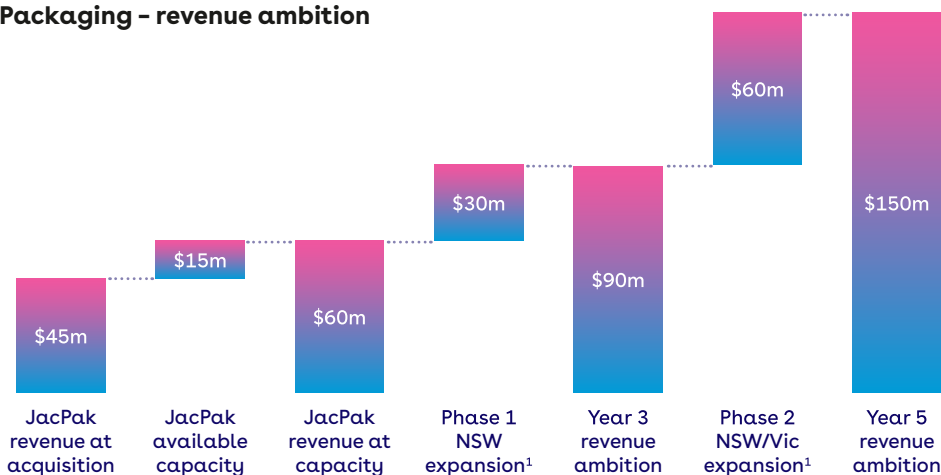 Packaging – revenue ambition
$60m
$30m
$150m
$15m
$90m
$60m
$45m
JacPak
revenue at
acquisition
JacPak
available
capacity
JacPak
revenue at
capacity
Phase 1
NSW
expansion¹
Year 3
revenue
ambition
Phase 2
NSW/Vic
expansion¹
Year 5
revenue
ambition